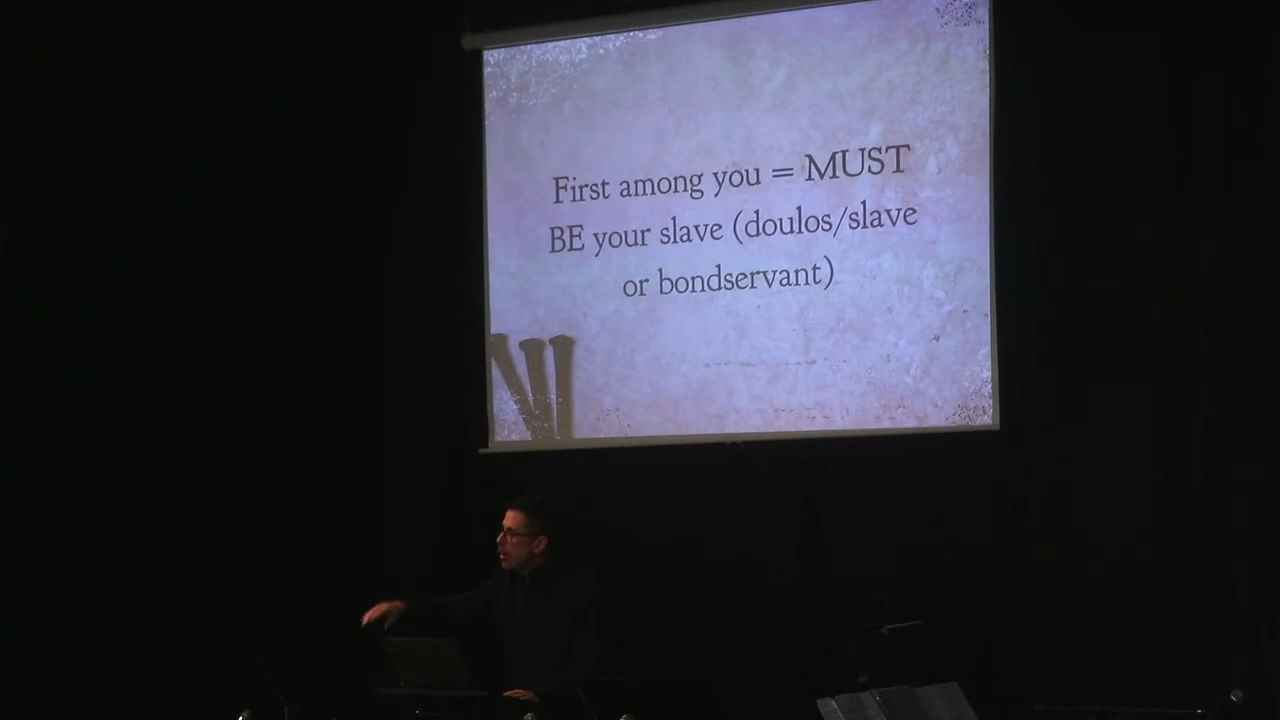 First among you = MUST
BE your slave (doulos/slave
or bondservant)